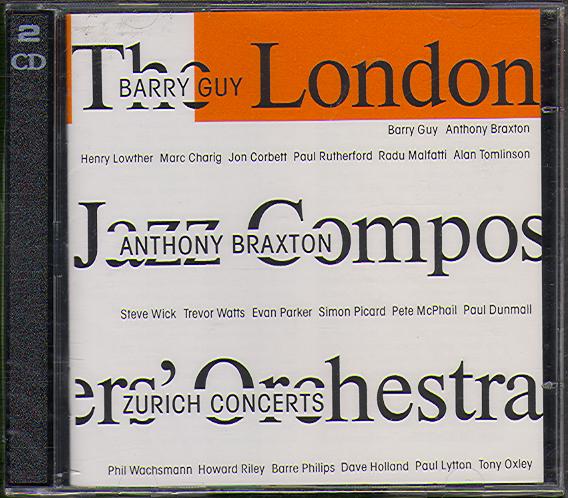 2
CD
The London
BARRY GUY
Barry Guy Anthony Braxton
Henry Lowther Marc Charig Jon Corbett Paul Rutherford Radu Malfatti Alan Tomlinson
Jazz Compos
ANTHONY BRAXTON
Steve Wick Trevor Watts Evan Parker Simon Picard Pete McPhail Paul Dunmall
ers' Orchestra
ZURICH CONCERTS
Phil Wachsmann Howard Riley Barre Philips Dave Holland Paul Lytton Tony Oxley